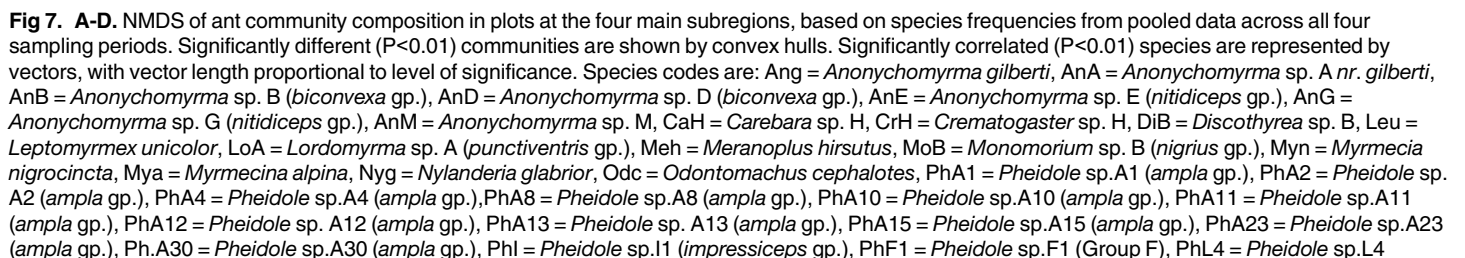 Fig 7. A-D. NMDS of ant community composition in plots at the four main subregions, based on species frequencies from pooled data across all four
sampling periods. Significantly different (P<0.01) communities are shown by convex hulls. Significantly correlated (P<0.01) species are represented by
vectors, with vector length proportional to level of significance. Species codes are: Ang = Anonychomyrma gilberti, AnA = Anonychomyrma sp. A nr. gilberti,
AnB = Anonychomyrma sp. B (biconvexa gp.), AnD = Anonychomyrma sp. D (biconvexa gp.), AnE = Anonychomyrma sp. E (nitidiceps gp.), AnG =
Anonychomyrma sp. G (nitidiceps gp.), AnM = Anonychomyrma sp. M, CaH = Carebara sp. H, CrH = Crematogaster sp. H, DiB = Discothyrea sp. B, Leu =
Leptomyrmex unicolor, LoA = Lordomyrma sp. A (punctiventris gp.), Meh = Meranoplus hirsutus, MoB = Monomorium sp. B (nigrius gp.), Myn = Myrmecia
nigrocincta, Mya = Myrmecina alpina, Nyg = Nylanderia glabrior, Odc = Odontomachus cephalotes, PhA1 = Pheidole sp.A1 (ampla gp.), PhA2 = Pheidole sp.
A2 (ampla gp.), PhA4 = Pheidole sp.A4 (ampla gp.),PhA8 = Pheidole sp.A8 (ampla gp.), PhA10 = Pheidole sp.A10 (ampla gp.), PhA11 = Pheidole sp.A11
(ampla gp.), PhA12 = Pheidole sp. A12 (ampla gp.), PhA13 = Pheidole sp. A13 (ampla gp.), PhA15 = Pheidole sp.A15 (ampla gp.), PhA23 = Pheidole sp.A23
(ampla gp.), Ph.A30 = Pheidole sp.A30 (ampla gp.), PhI = Pheidole sp.I1 (impressiceps gp.), PhF1 = Pheidole sp.F1 (Group F), PhL4 = Pheidole sp.L4